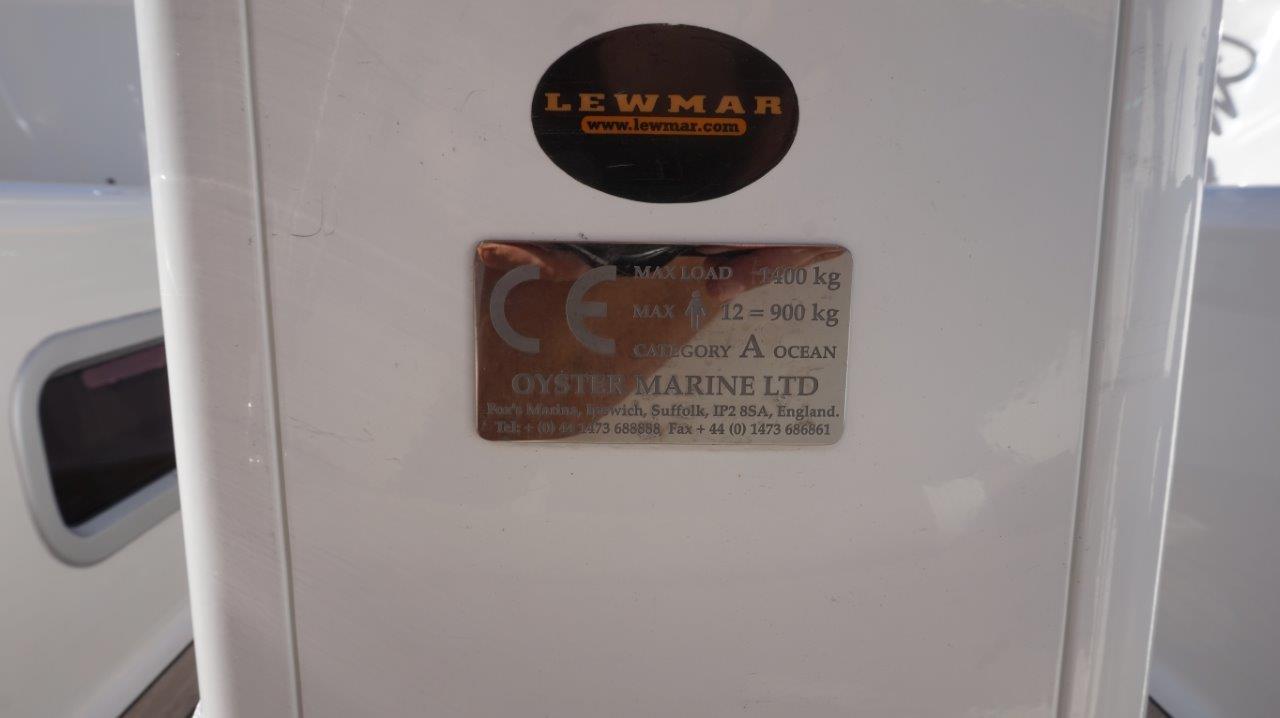 LEWMAR
www.lewmar.com
CE
MAX LOAD 1400 kg
MAX 12 = 900 kg
CATEGORY A OCEAN
OYSTER MARINE LTD
Fox's Marina, Ipswich, Suffolk, IP2 8SA, England.
Tel: + (0) 44 1473 688888 Fax + 44 (0) 1473 686861